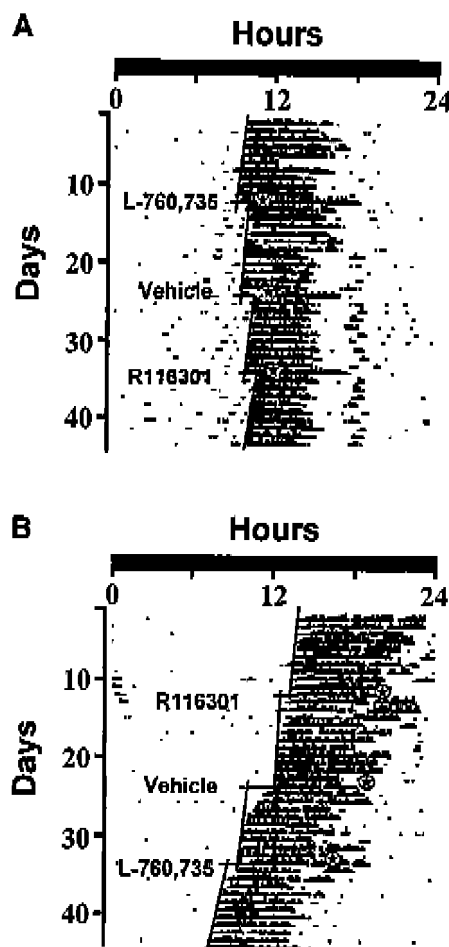 A
Hours
0 12 24
10
L-760,735
20
Vehicle
30
R116301
40
Days
B
Hours
0 12 24
10
R116301
20
Vehicle
30
L-760,735
40
Days